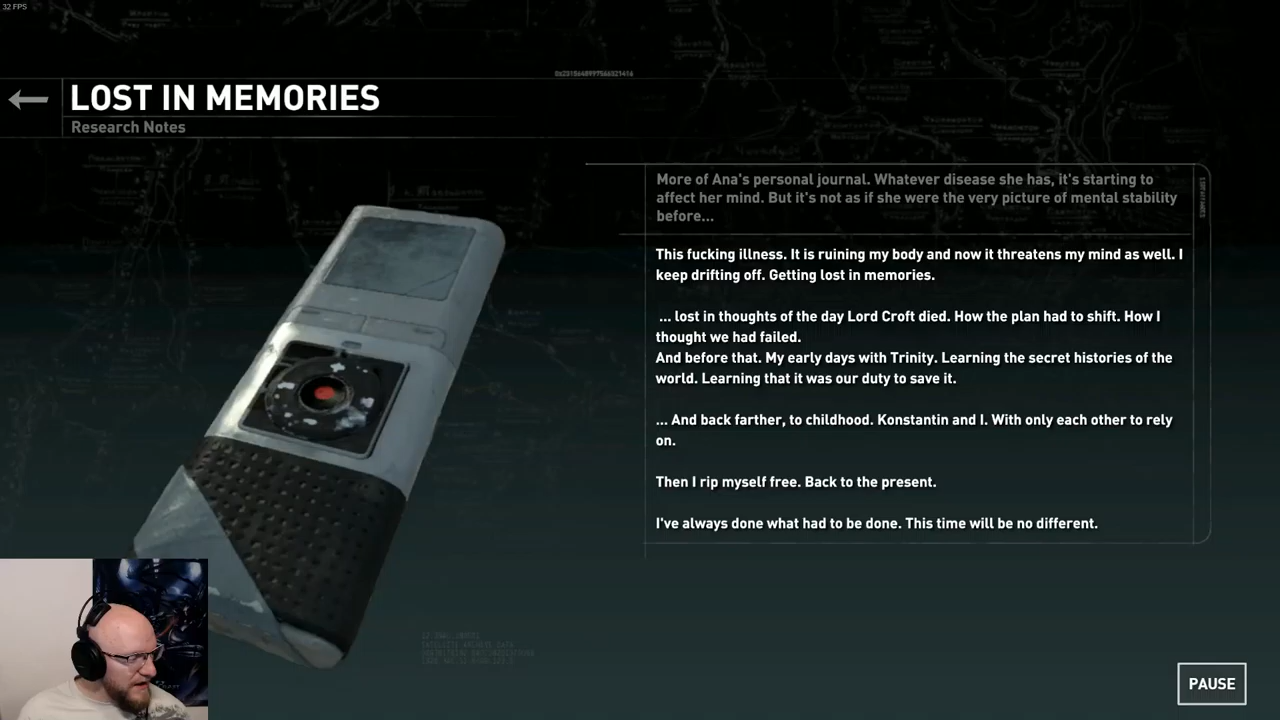 32 FPS
LOST IN MEMORIES
Research Notes
More of Ana's personal journal. Whatever disease she has, it's starting to
affect her mind. But it's not as if she were the very picture of mental stability
before...
This fucking illness. It is ruining my body and now it threatens my mind as well. I
keep drifting off. Getting lost in memories.
... lost in thoughts of the day Lord Croft died. How the plan had to shift. How I
thought we had failed.
And before that. My early days with Trinity. Learning the secret histories of the
world. Learning that it was our duty to save it.
... And back farther, to childhood. Konstantin and I. With only each other to rely
on.
Then I rip myself free. Back to the present.
I've always done what had to be done. This time will be no different.
PAUSE